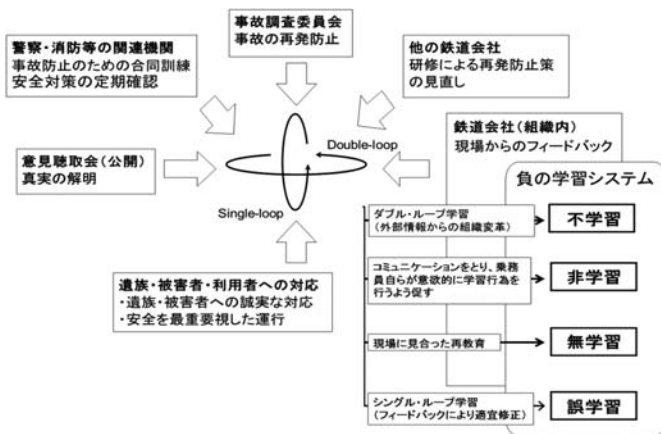 事故調査委員会
事故の再発防止
警察・消防等の関連機関
事故防止のための合同訓練
安全対策の定期確認
他の鉄道会社
研修による再発防止策
の見直し
意見聴取会（公開）
真実の解明
Double-loop
Single-loop
鉄道会社（組織内）
現場からのフィードバック
負の学習システム
遺族・被害者・利用者への対応
・遺族・被害者への誠実な対応
・安全を最重要視した運行
ダブル・ループ学習
（外部情報からの組織変革）
不学習
コミュニケーションをとり、乗務
員自らが意欲的に学習行為を
行うよう促す
非学習
現場に見合った再教育
無学習
シングル・ループ学習
（フィードバックにより適宜修正）
誤学習